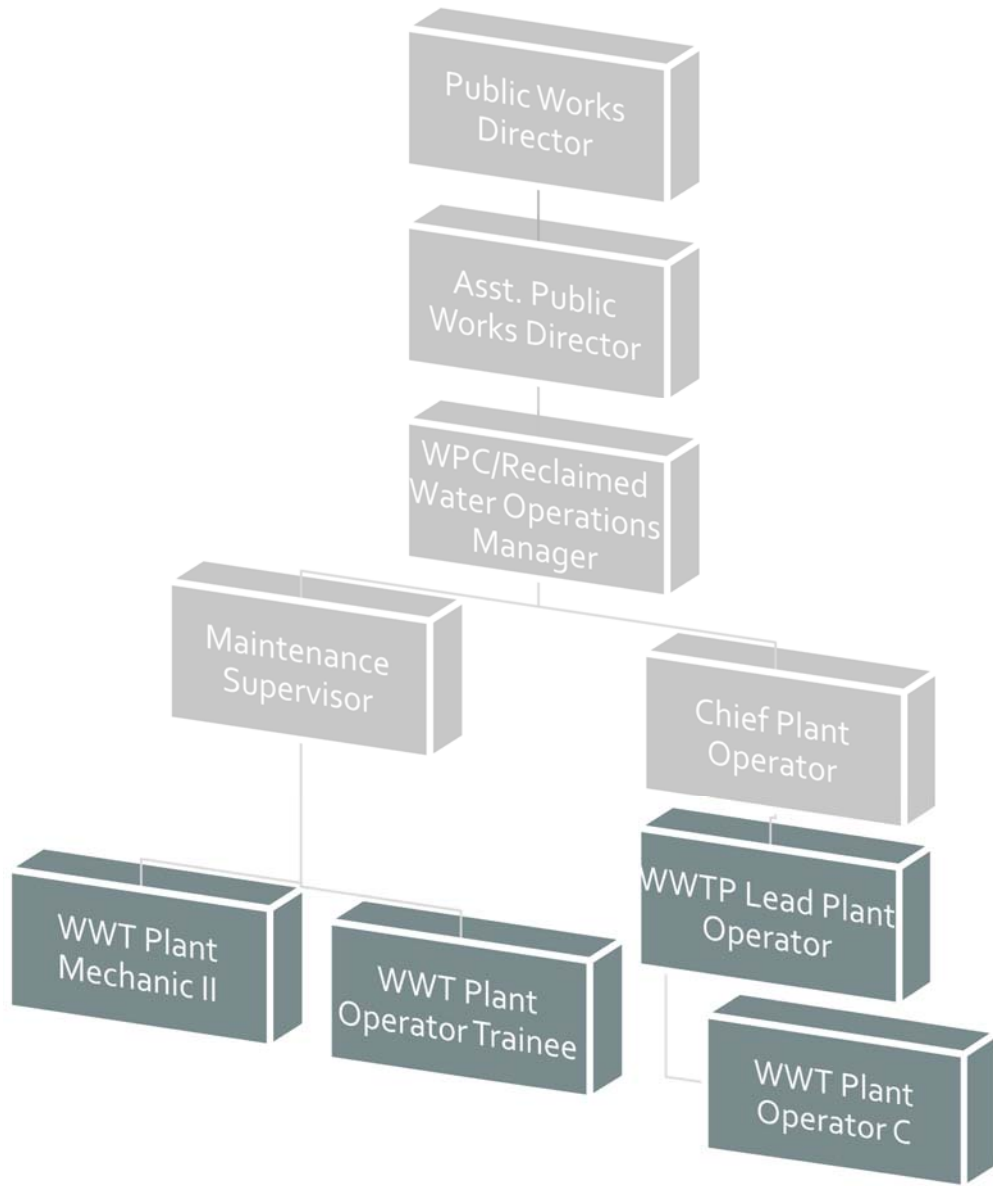 Public Works
Director
Asst. Public
Works Director
WPC/Reclaimed
Water Operations
Manager
Maintenance
Supervisor
Chief Plant
Operator
WWT Plant
Mechanic II
WWT Plant
Operator Trainee
WWTP Lead Plant
Operator
WWT Plant
Operator C